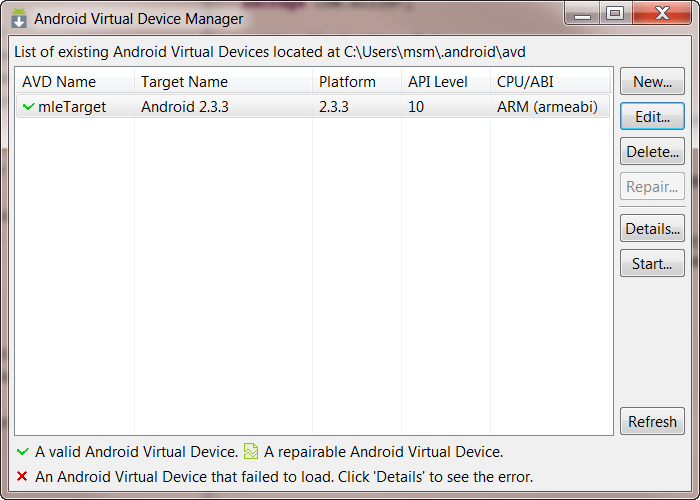 Android Virtual Device Manager
List of existing Android Virtual Devices located at C:\Users\msm\.android\avd
AVD Name Target Name Platform API Level CPU/ABI
mleTarget Android 2.3.3 2.3.3 10 ARM (armeabi)
New...
Edit...
Delete...
Repair...
Details...
Start...
Refresh
A valid Android Virtual Device. A repairable Android Virtual Device.
An Android Virtual Device that failed to load. Click 'Details' to see the error.